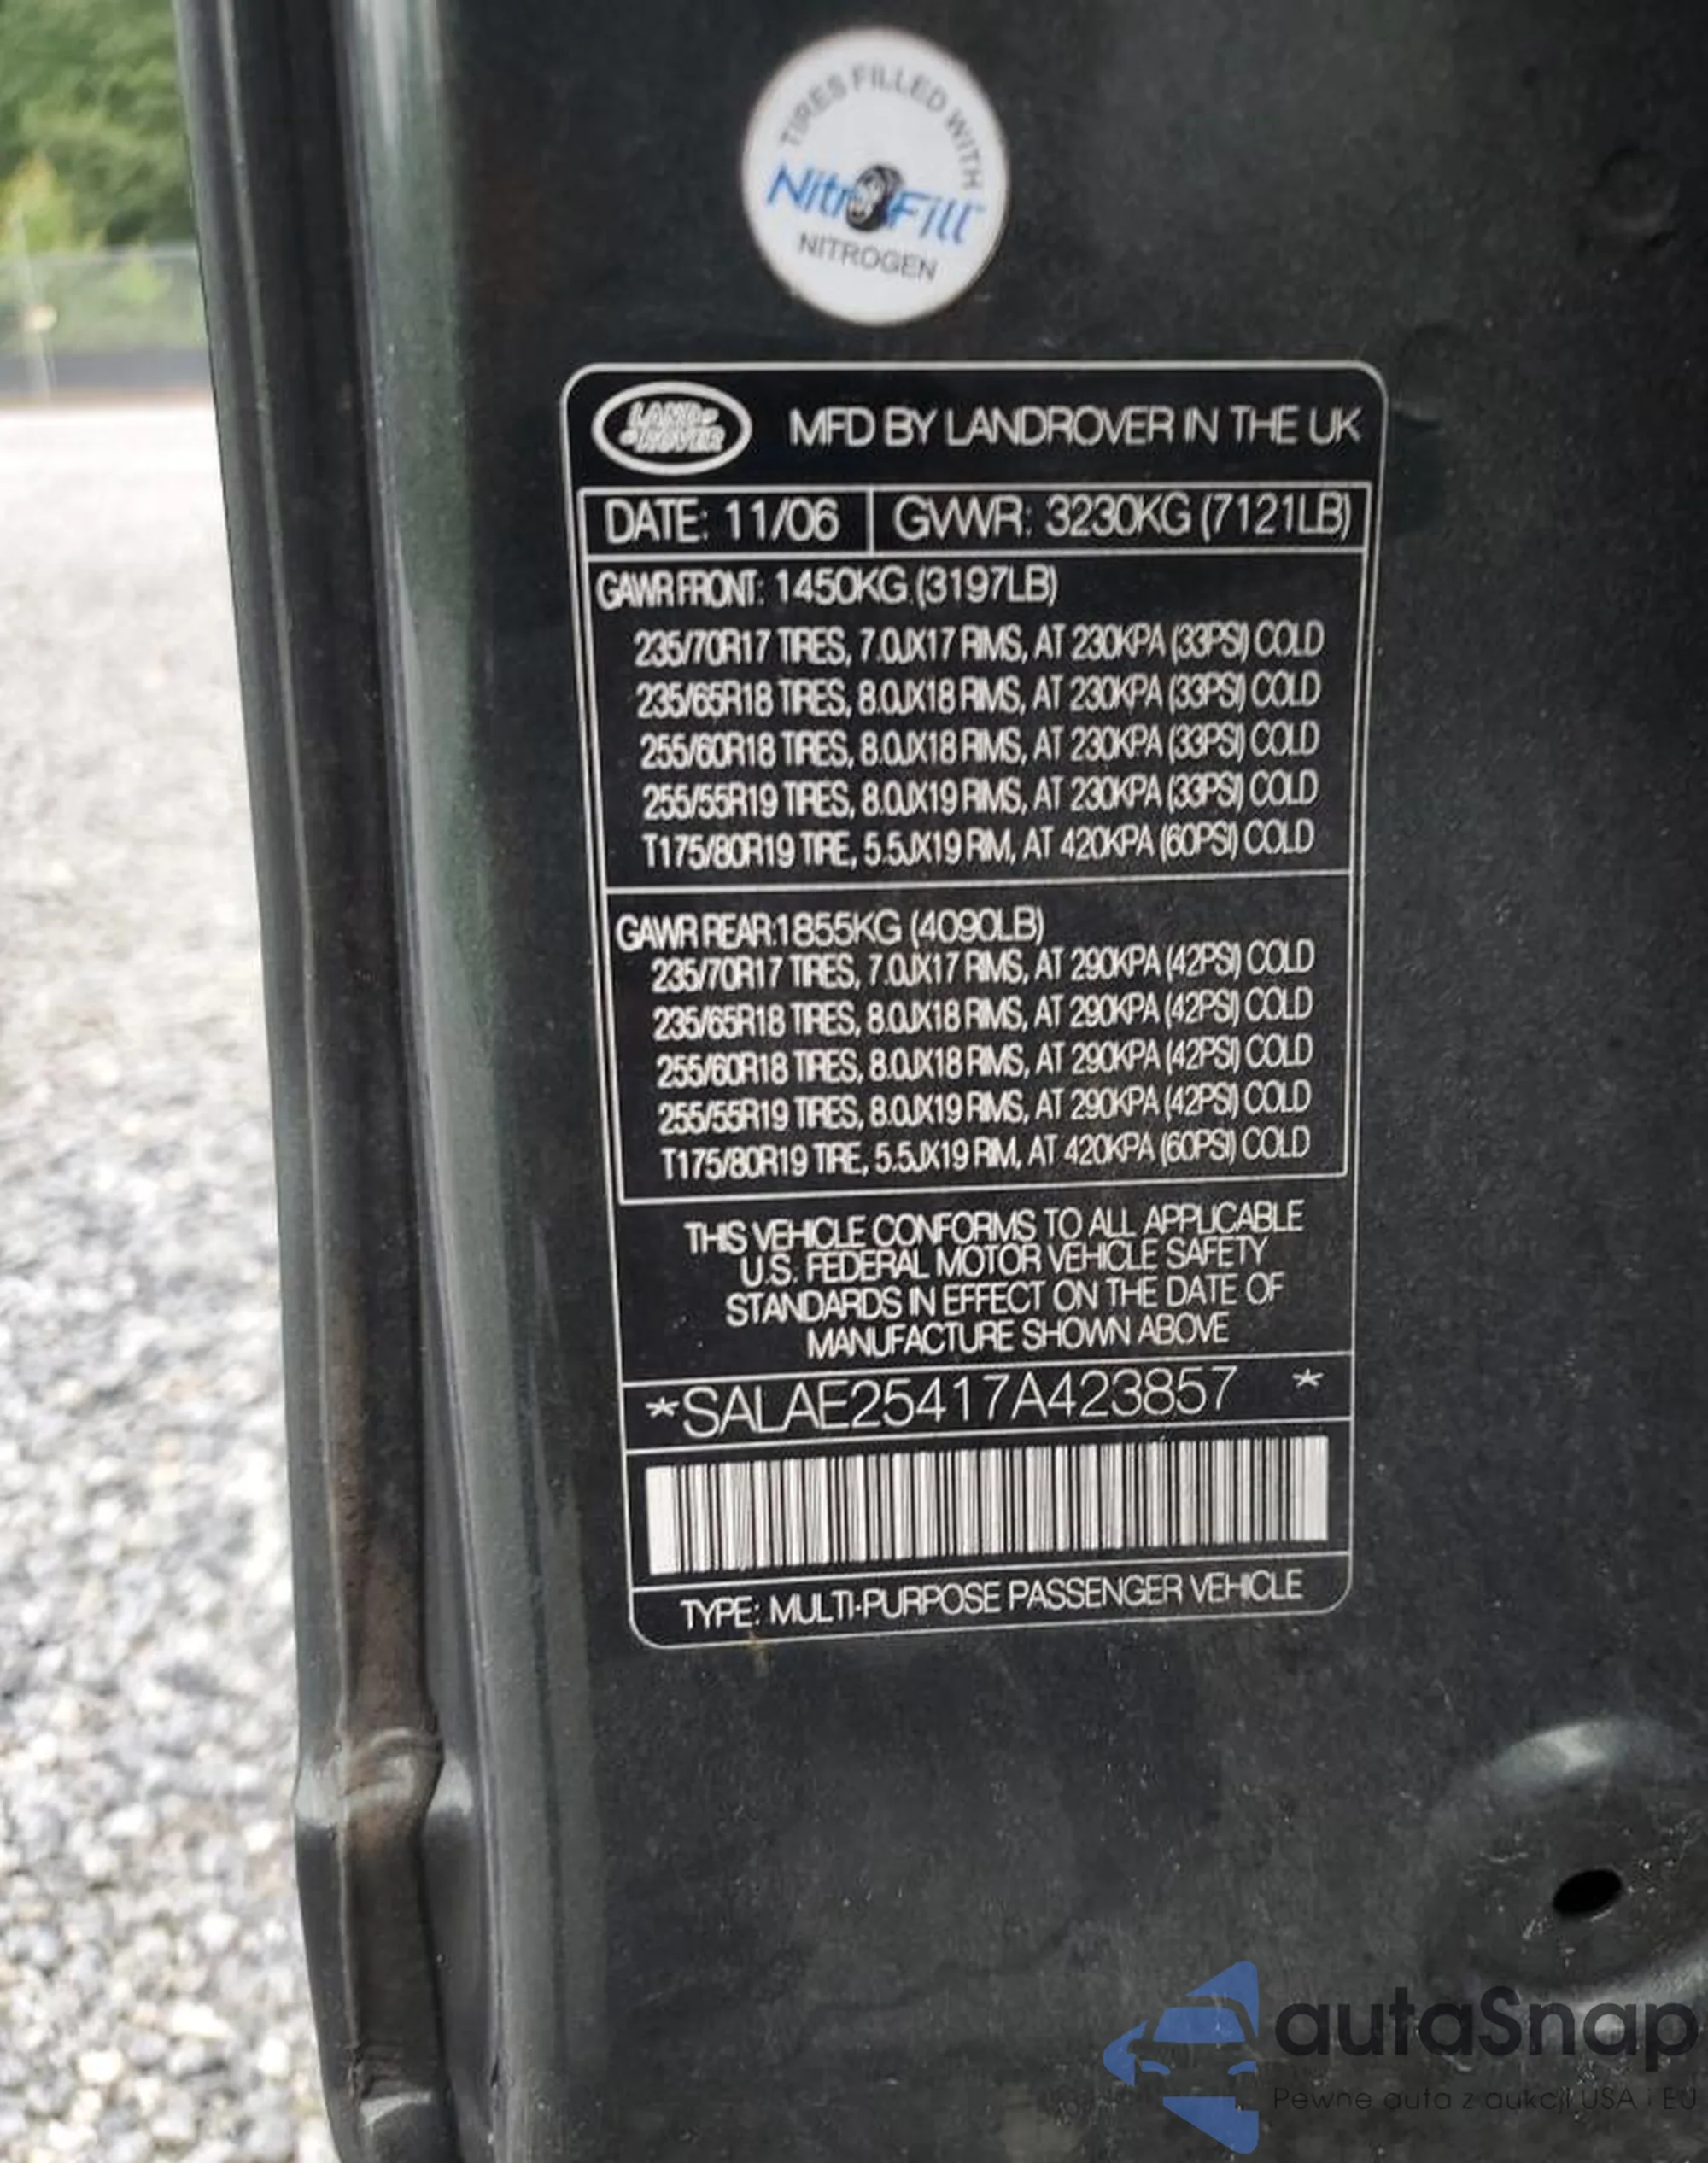 TIRES FILLED WITH
NitroFill
NITROGEN
LAND ROVER
MFD BY LANDROVER IN THE UK
DATE: 11/06 GVWR: 3230KG (7121LB)
GAWR FRONT: 1450KG (3197LB)
235/70R17 TIRES, 7.0JX17 RIMS, AT 230KPA (33PSI) COLD
235/65R18 TIRES, 8.0JX18 RIMS, AT 230KPA (33PSI) COLD
255/60R18 TIRES, 8.0JX18 RIMS, AT 230KPA (33PSI) COLD
255/55R19 TIRES, 8.0JX19 RIMS, AT 230KPA (33PSI) COLD
T175/80R19 TIRE, 5.5JX19 RIM, AT 420KPA (60PSI) COLD
GAWR REAR:1855KG (4090LB)
235/70R17 TIRES, 7.0JX17 RIMS, AT 290KPA (42PSI) COLD
235/65R18 TIRES, 8.0JX18 RIMS, AT 290KPA (42PSI) COLD
255/60R18 TIRES, 8.0JX18 RIMS, AT 290KPA (42PSI) COLD
255/55R19 TIRES, 8.0JX19 RIMS, AT 290KPA (42PSI) COLD
T175/80R19 TIRE, 5.5JX19 RIM, AT 420KPA (60PSI) COLD
THIS VEHICLE CONFORMS TO ALL APPLICABLE
U.S. FEDERAL MOTOR VEHICLE SAFETY
STANDARDS IN EFFECT ON THE DATE OF
MANUFACTURE SHOWN ABOVE
*SALAE25417A423857 *
TYPE: MULTI-PURPOSE PASSENGER VEHICLE
autaSnap
Pewne auta z aukcji USA i EU